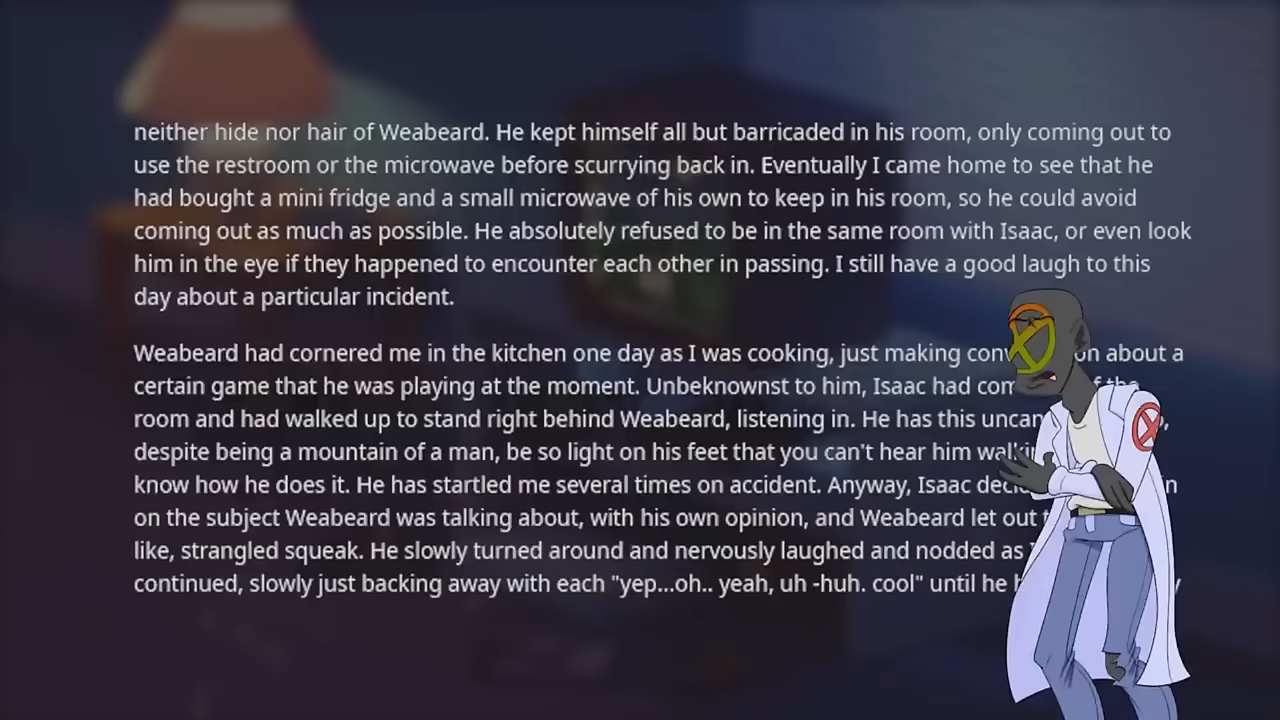 neither hide nor hair of Weabeard. He kept himself all but barricaded in his room, only coming out to
use the restroom or the microwave before scurrying back in. Eventually I came home to see that he
had bought a mini fridge and a small microwave of his own to keep in his room, so he could avoid
coming out as much as possible. He absolutely refused to be in the same room with Isaac, or even look
him in the eye if they happened to encounter each other in passing. I still have a good laugh to this
day about a particular incident.
Weabeard had cornered me in the kitchen one day as I was cooking, just making on about a
certain game that he was playing at the moment. Unbeknownst to him, Isaac had
room and had walked up to stand right behind Weabeard, listening in. He has this
despite being a mountain of a man, be so light on his feet that you can't hear him
know how he does it. He has startled me several times on accident. Anyway, Isaac
on the subject Weabeard was talking about, with his own opinion, and Weabeard let out
like, strangled squeak. He slowly turned around and nervously laughed and nodded as
continued, slowly just backing away with each "yep...oh.. yeah, uh -huh. cool" until he